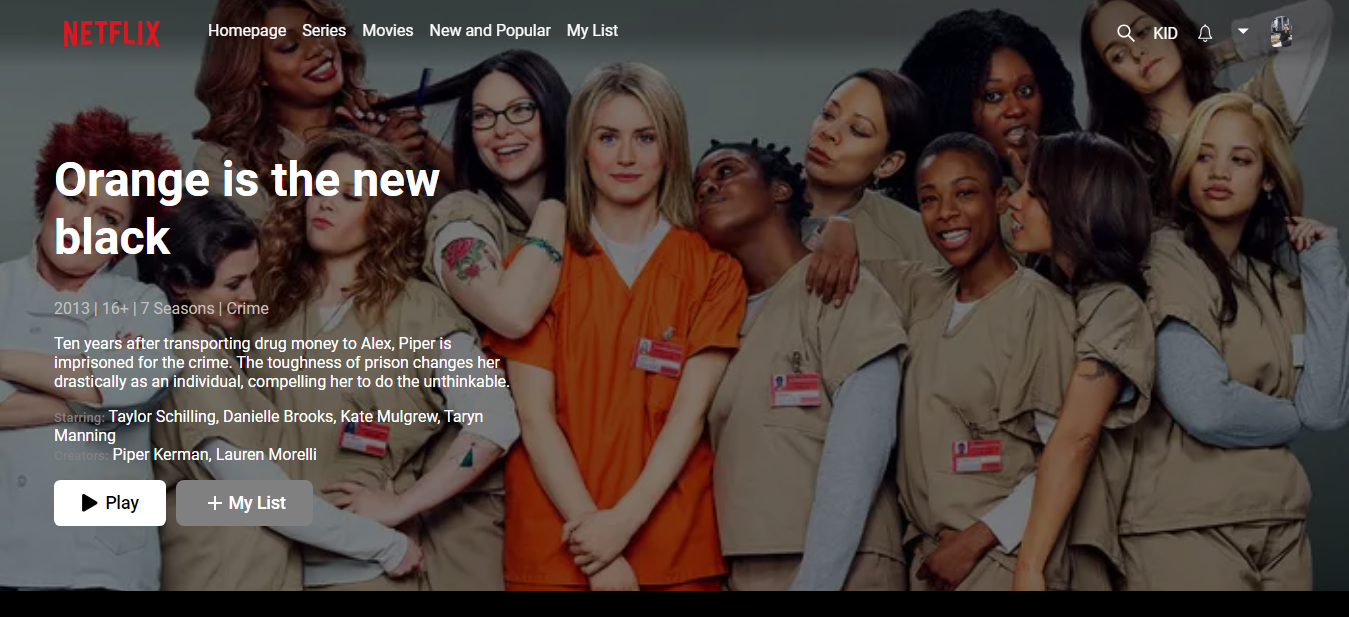 NETFLIX Homepage Series Movies New and Popular My List KID
Orange is the new
black
2013 | 16+ | 7 Seasons | Crime
Ten years after transporting drug money to Alex, Piper is
imprisoned for the crime. The toughness of prison changes her
drastically as an individual, compelling her to do the unthinkable.
Starring: Taylor Schilling, Danielle Brooks, Kate Mulgrew, Taryn
Manning
Creators: Piper Kerman, Lauren Morelli
Play + My List